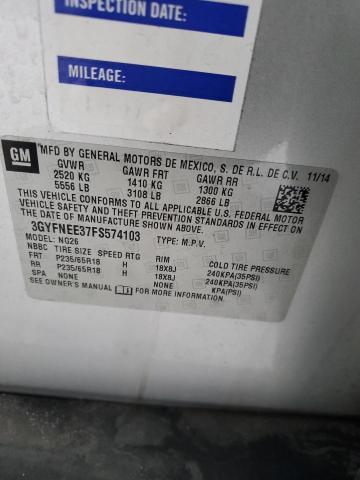 INSPECTION DATE:
MILEAGE:
GM
MFD BY GENERAL MOTORS DE MEXICO, S. DE R.L. DE C.V. 11/14
GVWR GAWR FRT GAWR RR
2520 KG 1410 KG 1300 KG
5556 LB 3108 LB 2866 LB
THIS VEHICLE CONFORMS TO ALL APPLICABLE U.S. FEDERAL MOTOR
VEHICLE SAFETY AND THEFT PREVENTION STANDARDS IN EFFECT ON
THE DATE OF MANUFACTURE SHOWN ABOVE.
3GYFNEE37FS574103 TYPE: M.P.V.
MODEL: NG26
NBBC TIRE SIZE SPEED RTG RIM COLD TIRE PRESSURE
FRT P235/65R18 H 18X8J 240KPA(35PSI)
RR P235/65R18 H 18X8J 240KPA(35PSI)
SPA NONE NONE KPA(PSI)
SEE OWNER'S MANUAL FOR MORE INFORMATION